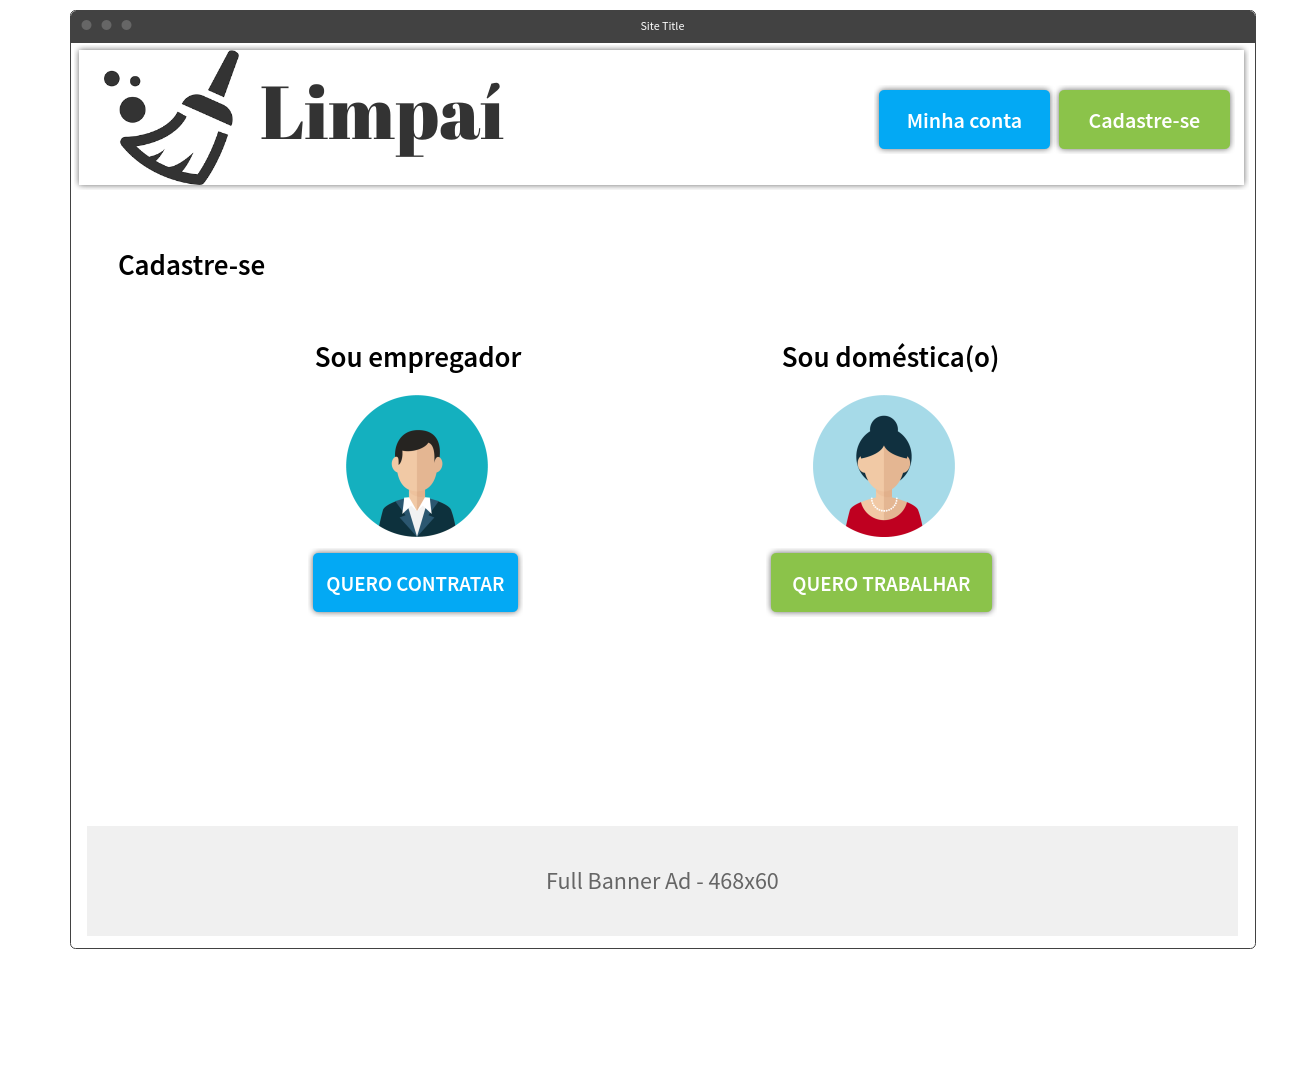 Site Title
Limpaí
Minha conta
Cadastre-se
Cadastre-se
Sou empregador
Sou doméstica(o)
QUERO CONTRATAR
QUERO TRABALHAR
Full Banner Ad - 468x60